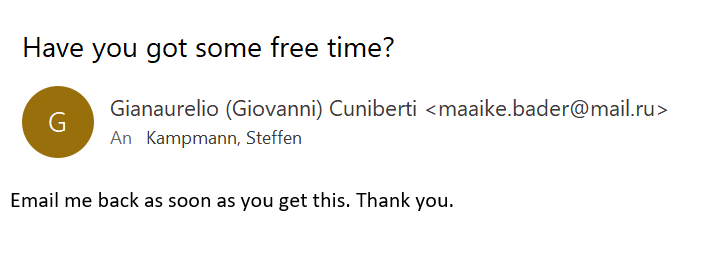 Have you got some free time?
G
Gianaurelio (Giovanni) Cuniberti <maaike.bader@mail.ru>
An Kampmann, Steffen
Email me back as soon as you get this. Thank you.